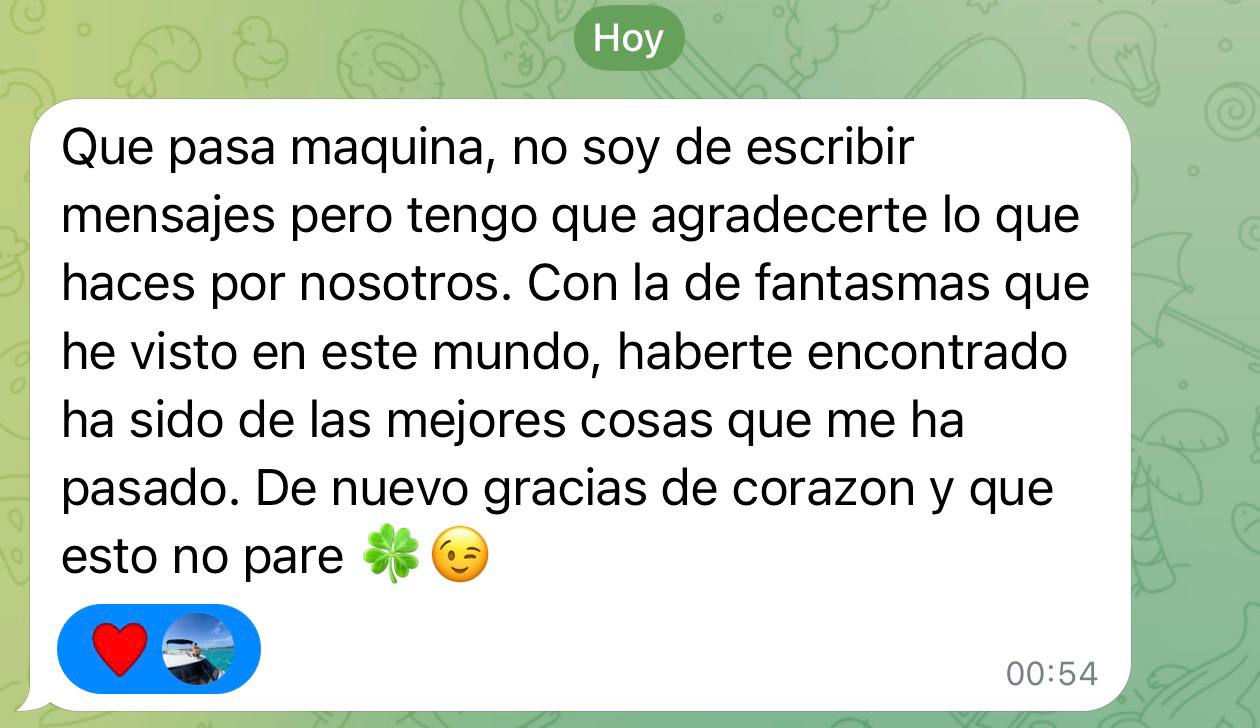 Hoy
Que pasa maquina, no soy de escribir
mensajes pero tengo que agradecerte lo que
haces por nosotros. Con la de fantasmas que
he visto en este mundo, haberte encontrado
ha sido de las mejores cosas que me ha
pasado. De nuevo gracias de corazon y que
esto no pare 🍀😉
00:54